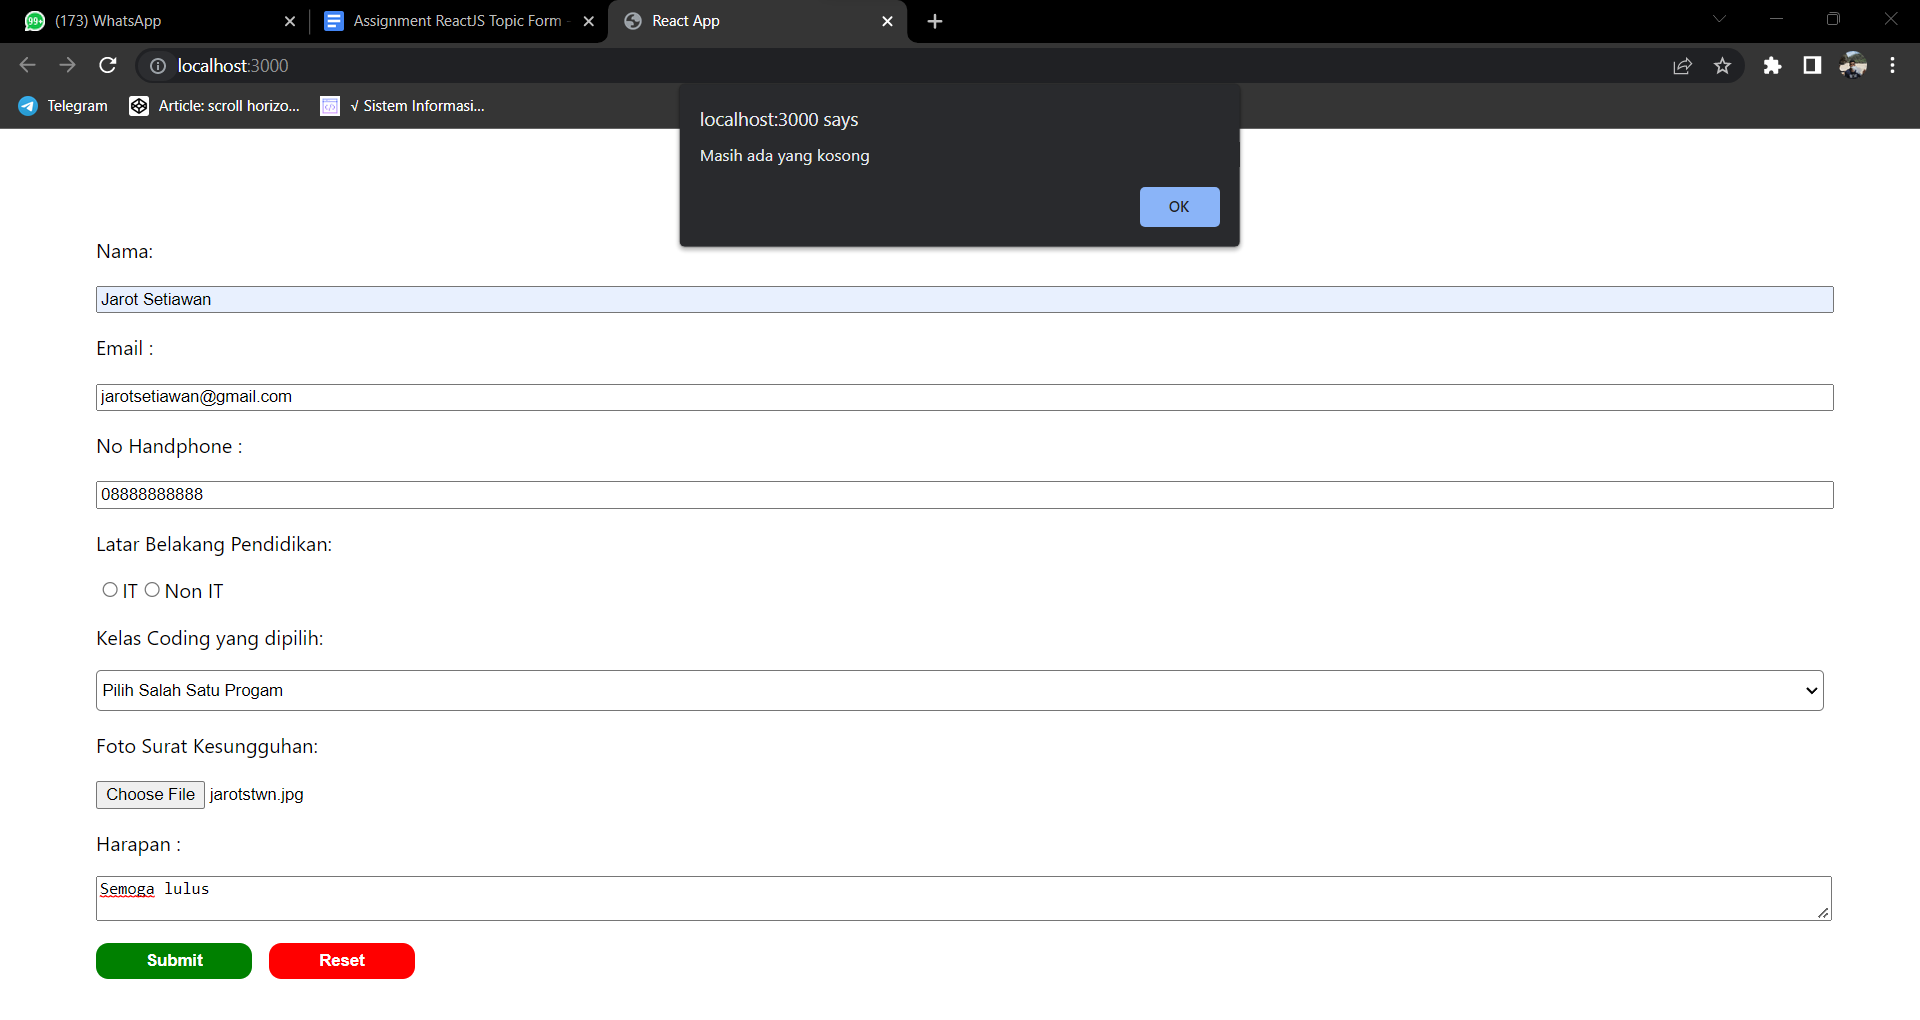 99+ (173) WhatsApp
Assignment ReactJS Topic Form
React App
localhost:3000
Telegram
Article: scroll horizo...
√ Sistem Informasi...
localhost:3000 says
Masih ada yang kosong
OK
Nama:
Jarot Setiawan
Email :
jarotsetiawan@gmail.com
No Handphone :
08888888888
Latar Belakang Pendidikan:
IT Non IT
Kelas Coding yang dipilih:
Pilih Salah Satu Progam
Foto Surat Kesungguhan:
Choose File jarotstwn.jpg
Harapan :
Semoga lulus
Submit Reset